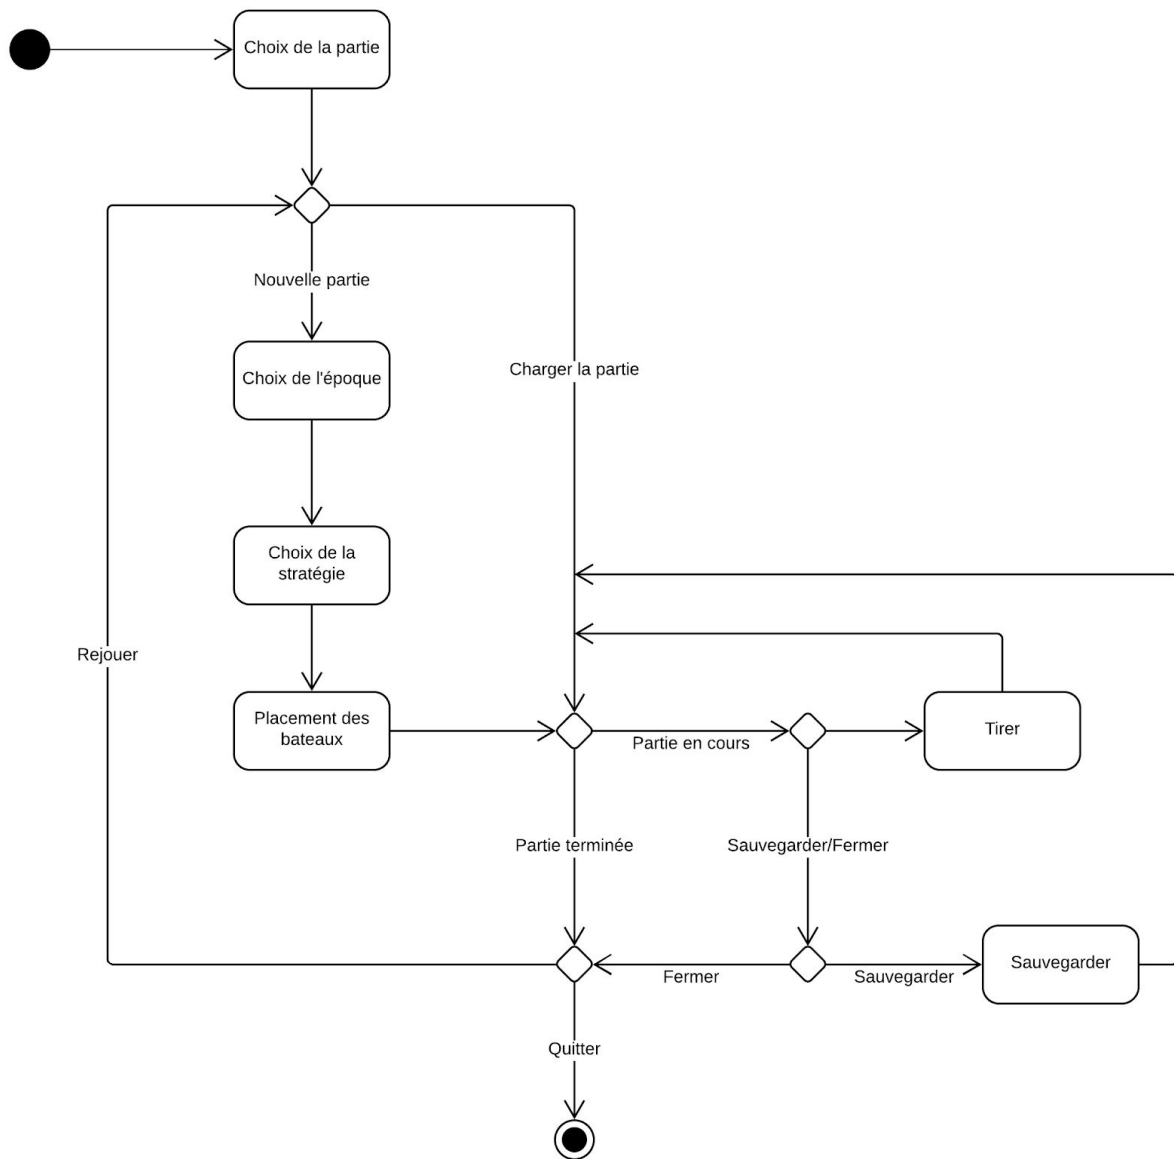 Choix de la partie
Nouvelle partie
Charger la partie
Choix de l'époque
Choix de la
stratégie
Rejouer
Placement des
bateaux
Partie en cours
Tirer
Partie terminée
Sauvegarder/Fermer
Fermer
Sauvegarder
Sauvegarder
Quitter